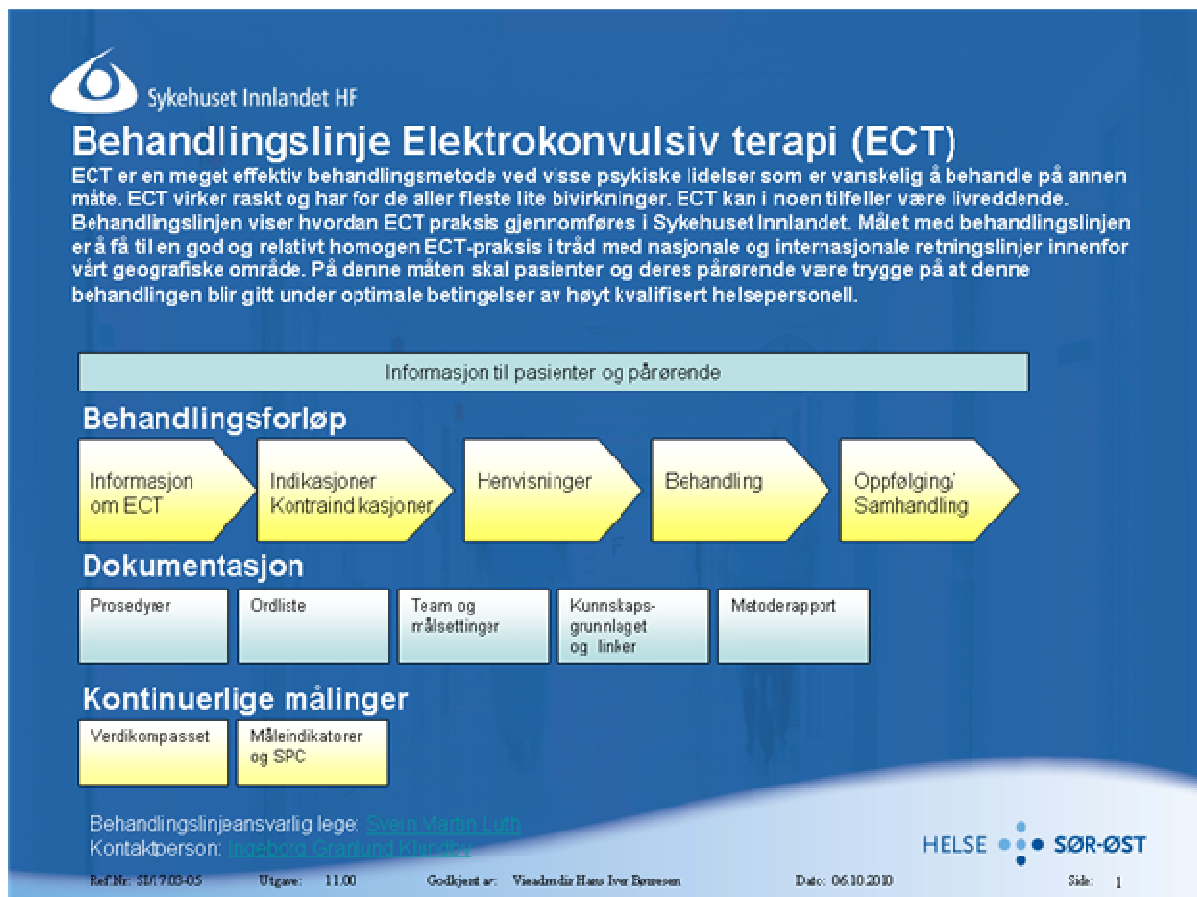 Sykehuset Innlandet HF
Behandlingslinje Elektrokonvulsiv terapi (ECT)
ECT er en meget effektiv behandlingsmetode ved visse psykiske lidelser som er vanskelig å behandle på annen
måte. ECT virker raskt og har for de aller fleste lite bivirkninger. ECT kan i noen tilfeller være livreddende.
Behandlingslinjen viser hvordan ECT praksis gjennomføres i Sykehuset Innlandet. Målet med behandlingslinjen
er å få til en god og relativt homogen ECT-praksis i tråd med nasjonale og internasjonale retningslinjer innenfor
vårt geografiske område. På denne måten skal pasienter og deres pårørende være trygge på at denne
behandlingen blir gitt under optimale betingelser av høyt kvalifisert helsepersonell.
Informasjon til pasienter og pårørende
Behandlingsforløp
Informasjon
om ECT
Indikasjoner
Kontraindikasjoner
Henvisninger
Behandling
Oppfølging/
Samhandling
Dokumentasjon
Prosedyrer
Ordliste
Team og
målsettinger
Kunnskaps-
grunnlaget
og linker
Metoderapport
Kontinuerlige målinger
Verdikompasset
Måleindikatorer
og SPC
Behandlingslinjeansvarlig lege: Svein Martin Luth
Kontaktperson: Ingeborg Granlund
HELSE SØR-ØST
Ref.Nr: Utgave: 11.00 Godkjent av: Hans Iver Dato: 06.10.2010 Side: 1